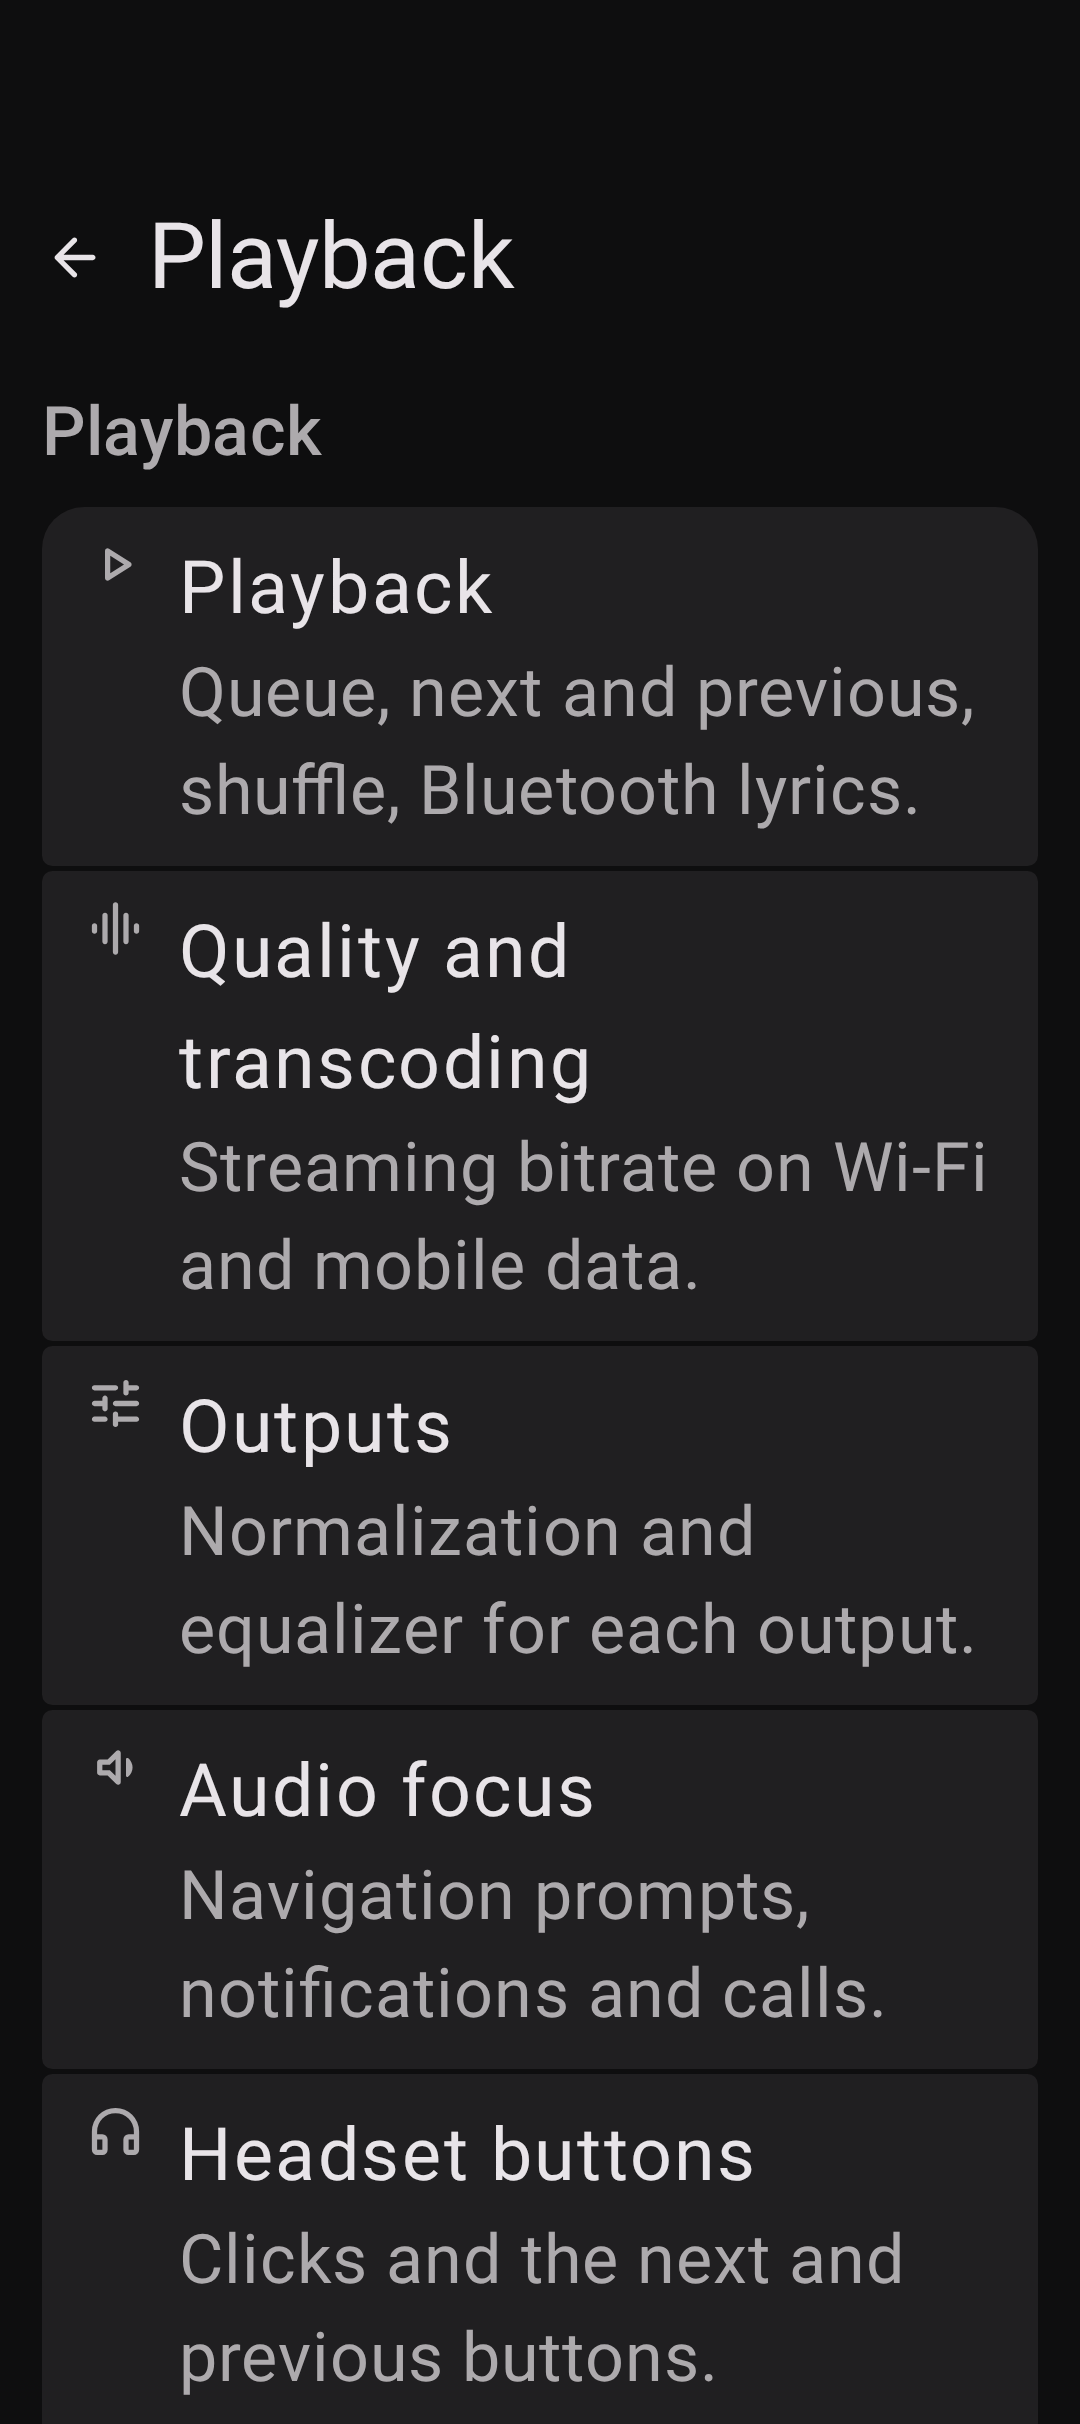 Playback
Playback
Playback
Queue, next and previous,
shuffle, Bluetooth lyrics.
Quality and
transcoding
Streaming bitrate on Wi-Fi
and mobile data.
Outputs
Normalization and
equalizer for each output.
Audio focus
Navigation prompts,
notifications and calls.
Headset buttons
Clicks and the next and
previous buttons.